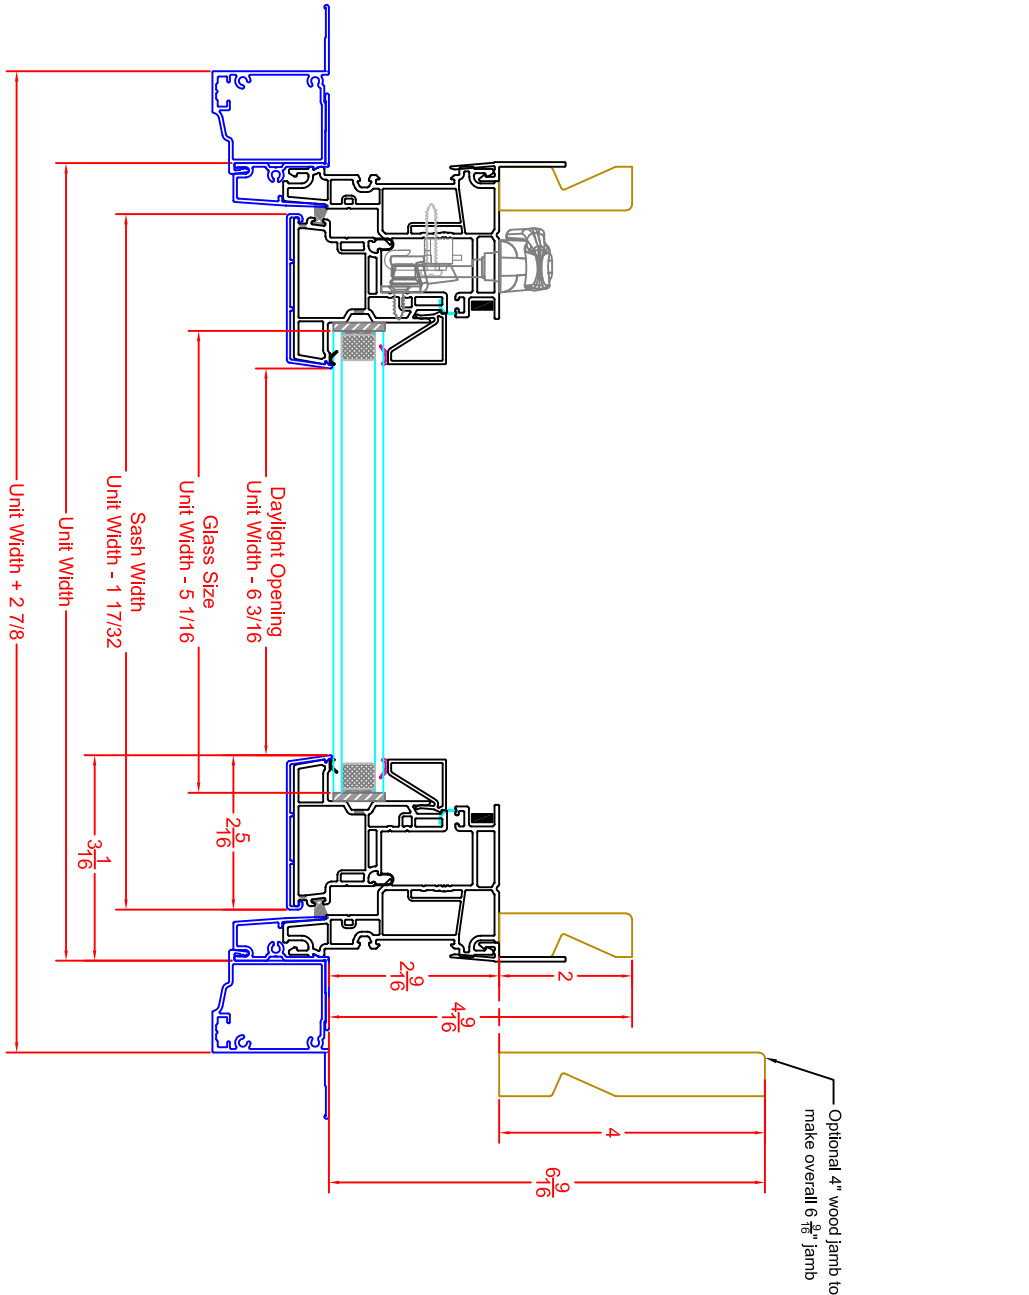 Optional 4" wood jamb to
make overall 6 9/16" jamb
2
2 9/16
4 9/16
4
6 9/16
Daylight Opening
Unit Width - 6 3/16
Glass Size
Unit Width - 5 1/16
2 5/16
Sash Width
Unit Width - 1 17/32
3 1/16
Unit Width
Unit Width + 2 7/8